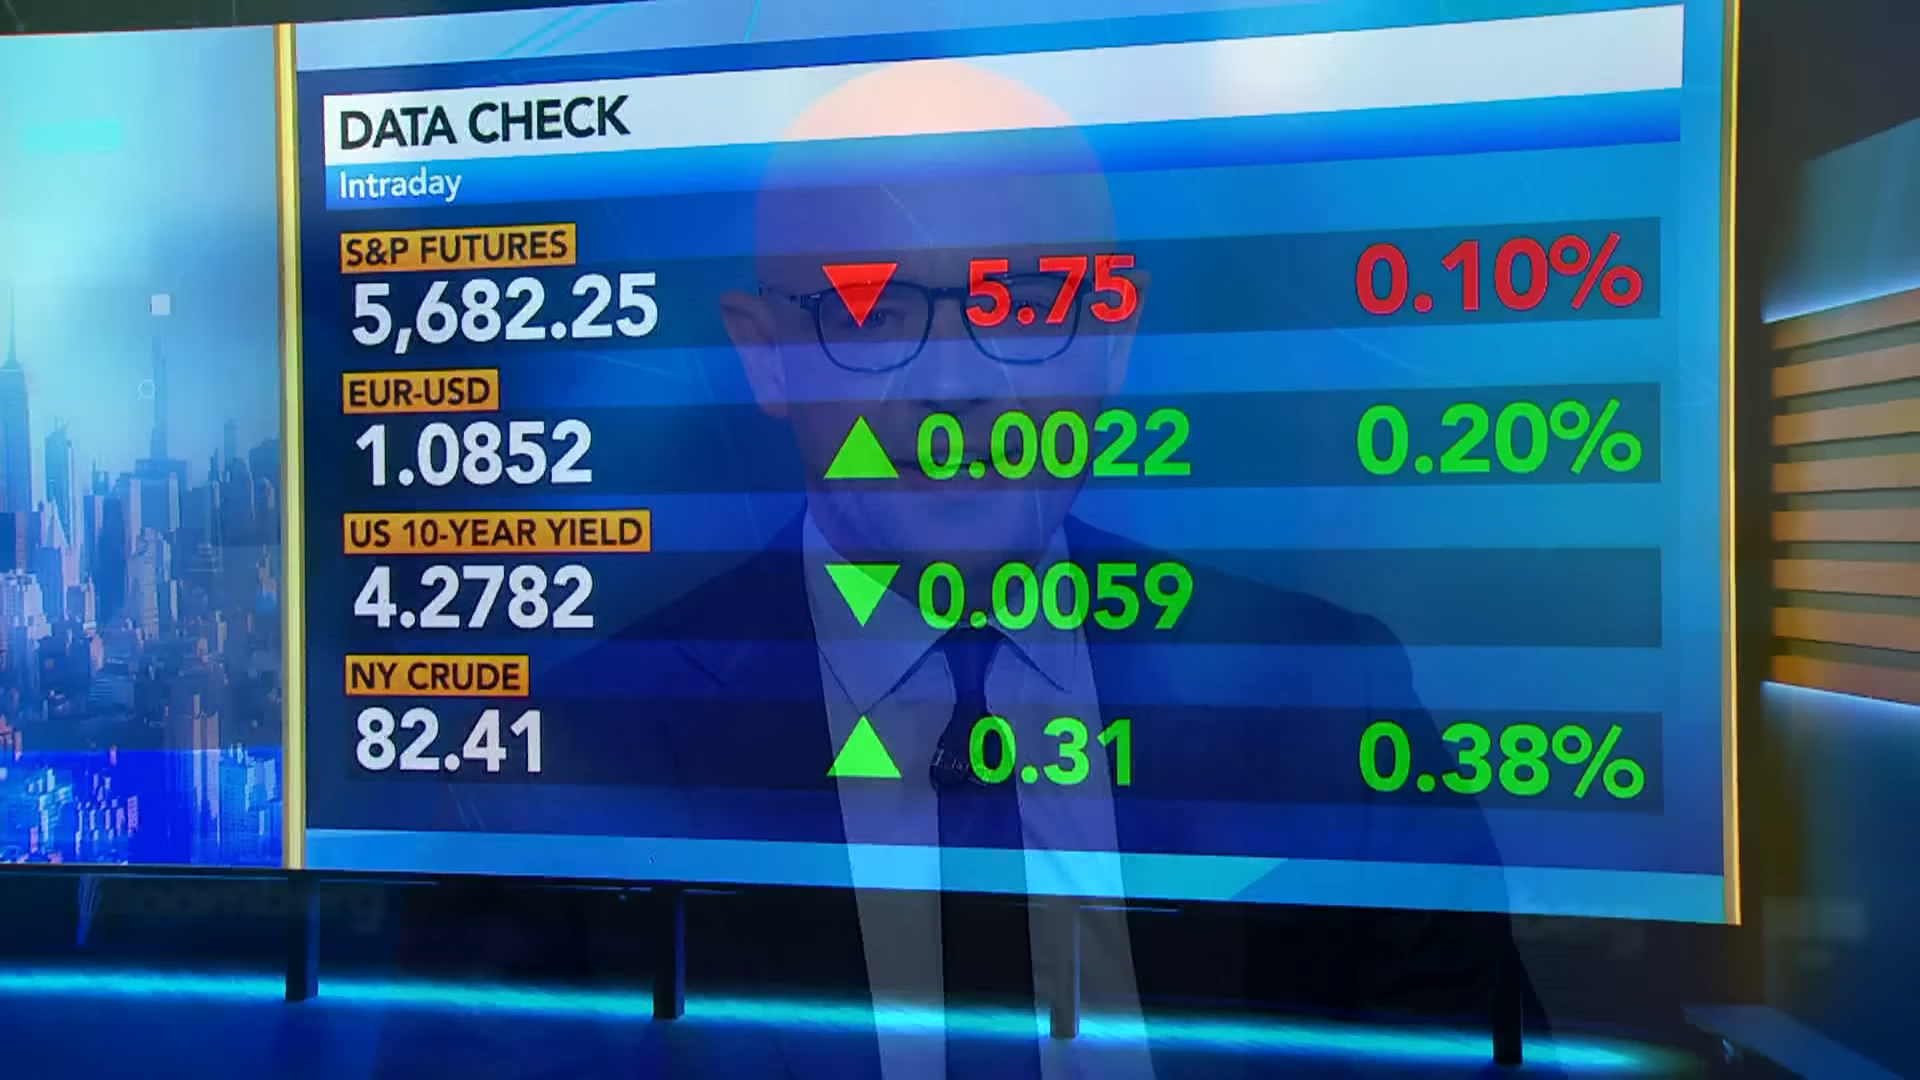 DATA CHECK
Intraday
S&P FUTURES
5,682.25 ▼ 5.75 0.10%
EUR-USD
1.0852 ▲ 0.0022 0.20%
US 10-YEAR YIELD
4.2782 ▼ 0.0059
NY CRUDE
82.41 ▲ 0.31 0.38%
Bloomberg